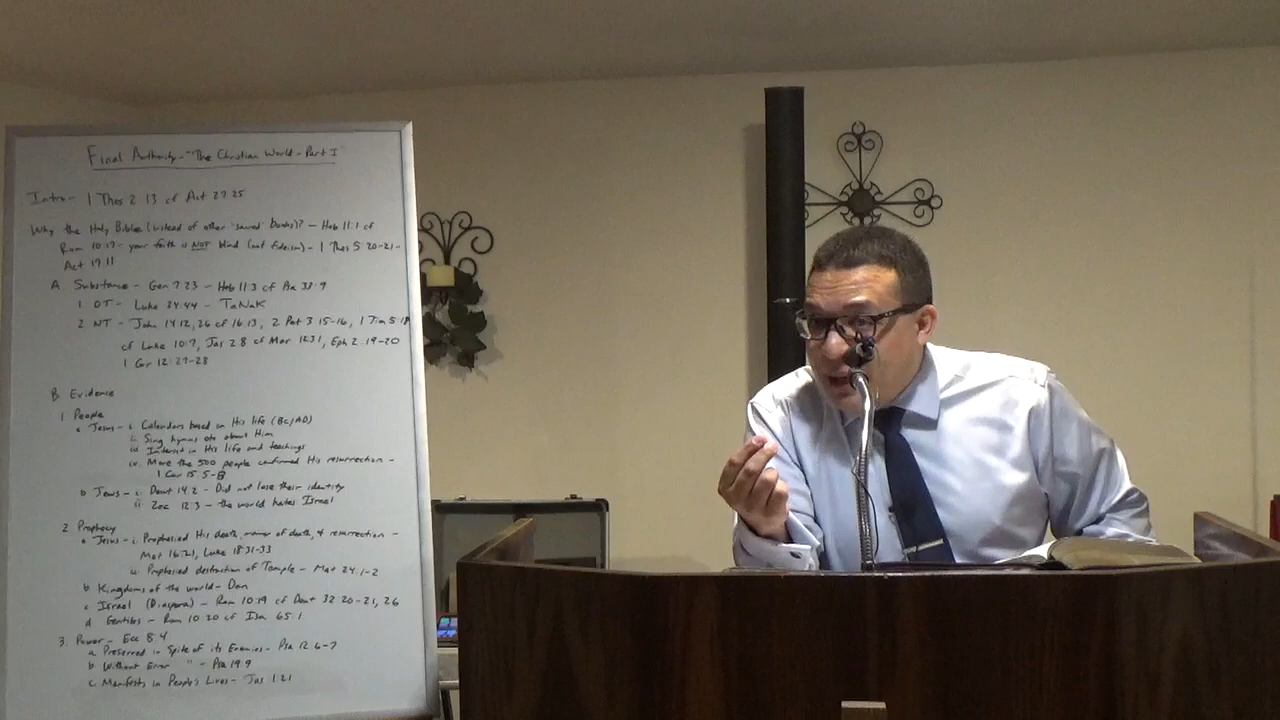 Final Authority - "The Christian World - Part I"
Intro - 1 Thes 2 13 cf Act 27 25
Why the Holy Bible (instead of other "sacred" books)? - Heb 11:1 cf
Rom 10:17 - your faith is NOT blind (not fideism) - 1 Thes 5 20-21 -
Act 17 11
A Substance - Gen 7 23 - Heb 11:3 cf Psa 33:9
1 OT - Luke 24:44 - TaNaK
2 NT - John 14 12, 26 cf 16 13, 2 Pet 3 15-16, 1 Tim 5 18
cf Luke 10:7, Jas 2 8 cf Mar 12 31, Eph 2 19-20
1 Cor 12:27-28
B Evidence
1 People
a Jesus - i. Calendars based on His life (BC/AD)
ii. Sing hymns etc about Him
iii Interest in His life and teachings
iv. More the 500 people confirmed His resurrection -
1 Cor 15 5-8
b Jews - i. Deut 14 2 - Did not lose their identity
ii Zec 12 3 - the world hates Israel
2 Prophecy
a Jesus - i. Prophesied His death, manner of death, & resurrection -
Mat 16:21, Luke 18:31-33
ii. Prophesied destruction of Temple - Mat 24:1-2
b Kingdoms of the world - Dan
c Israel (Diaspora) - Rom 10:19 cf Deut 32 20-21, 26
d Gentiles - Rom 10 20 cf Isa 65:1
3. Power - Ecc 8:4
a. Preserved in Spite of its Enemies - Psa 12 6-7
b. Without Error " - Psa 19 9
c. Manifests in People's Lives - Jas 1 21